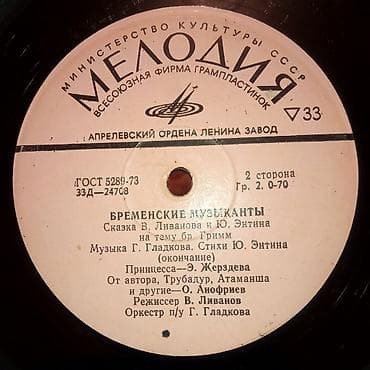 МИНИСТЕРСТВО КУЛЬТУРЫ СССР
МЕЛОДИЯ
ВСЕСОЮЗНАЯ ФИРМА ГРАМПЛАСТИНОК
33
АПРЕЛЕВСКИЙ ОРДЕНА ЛЕНИНА ЗАВОД
ГОСТ 5289-73
33Д—24708
2 сторона
Гр. 2. 0-70
БРЕМЕНСКИЕ МУЗЫКАНТЫ
Сказка В. Ливанова и Ю. Энтина
на тему бр. Гримм
Музыка Г. Гладкова, Стихи Ю. Энтина
(окончание)
Принцесса—Э. Жерздева
От автора, Трубадур, Атаманша
и другие—О. Анофриев
Режиссер В. Ливанов
Оркестр п/у Г. Гладкова